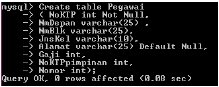 mysql> Create table Pegawai
    -> ( NoKTP int Not Null,
    -> NmDepan varchar(25),
    -> NmBlk varchar(25),
    -> JnsKel varchar(10),
    -> Alamat varchar(25) Default Null,
    -> Gaji int,
    -> NoKTPpimpinan int,
    -> Nomor int);
Query OK, 0 rows affected (0.08 sec)